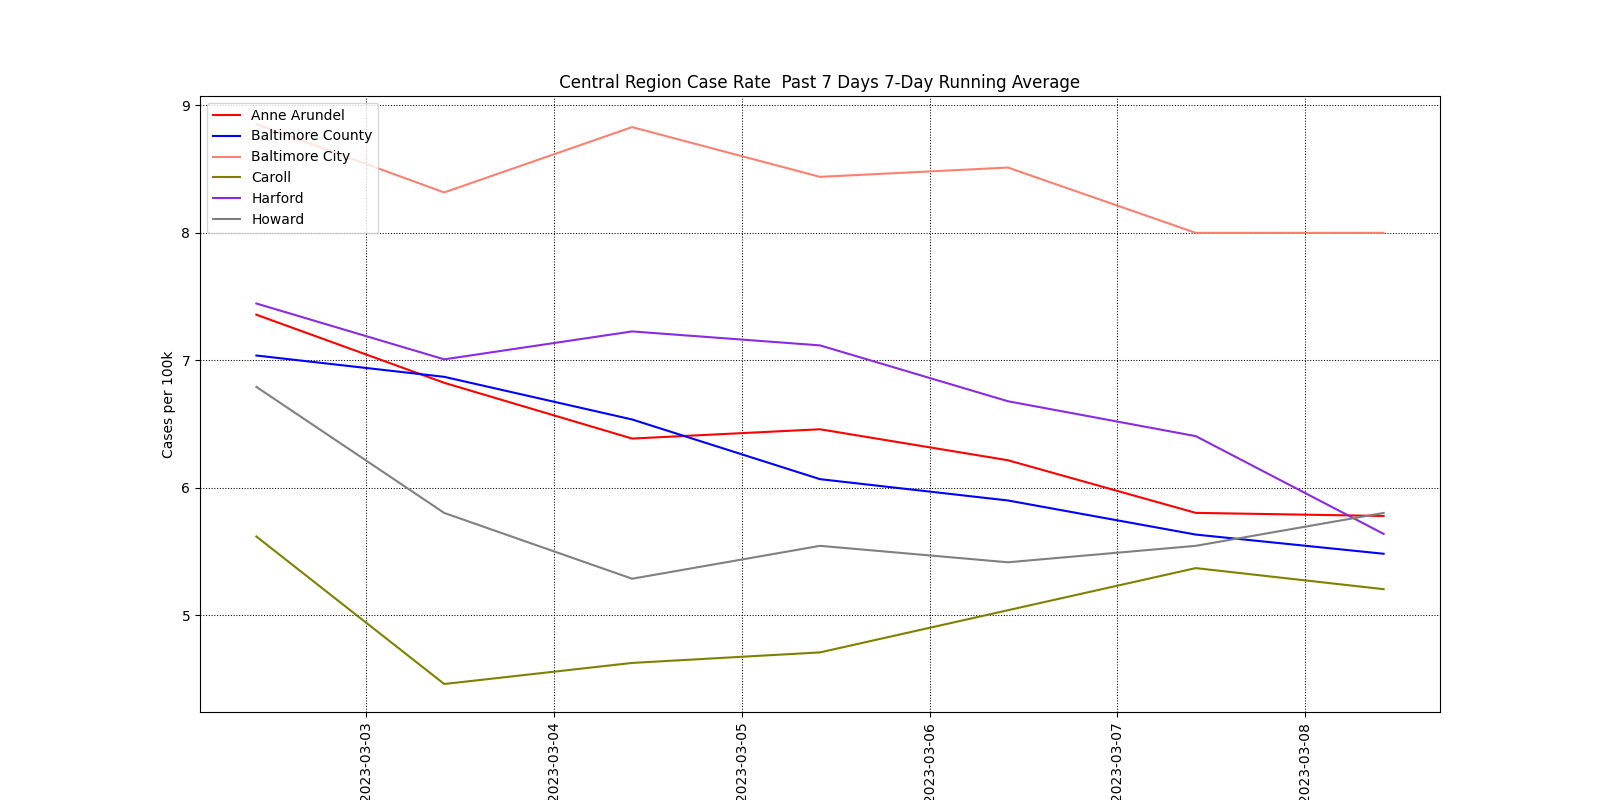 Central Region Case Rate  Past 7 Days 7-Day Running Average
Cases per 100k
9
8
7
6
5
Anne Arundel
Baltimore County
Baltimore City
Caroll
Harford
Howard
2023-03-03
2023-03-04
2023-03-05
2023-03-06
2023-03-07
2023-03-08